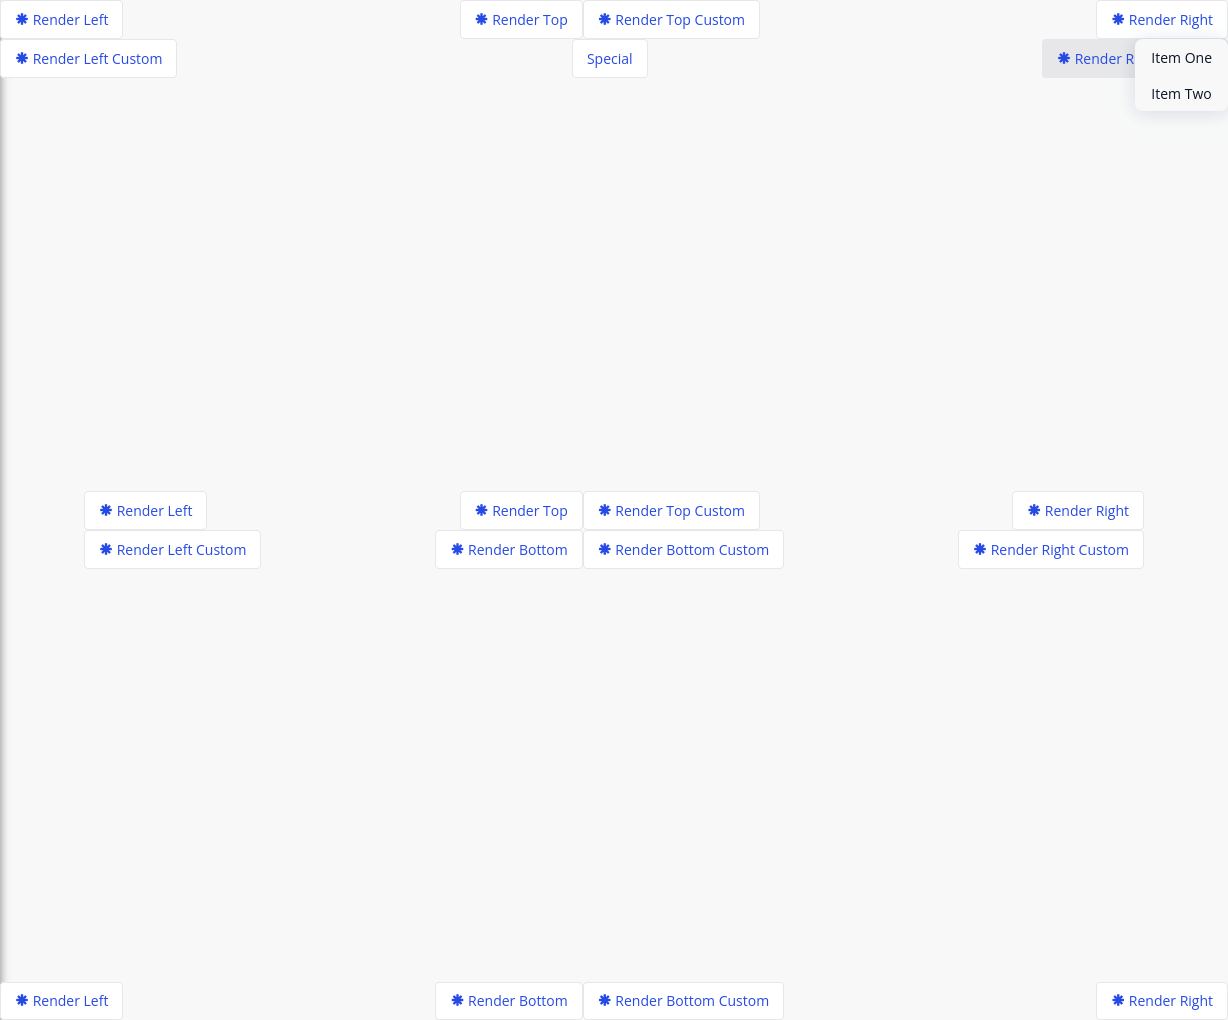 Render Left
Render Top
Render Top Custom
Render Right
Render Left Custom
Special
Render R
Item One
Item Two
Render Left
Render Top
Render Top Custom
Render Right
Render Left Custom
Render Bottom
Render Bottom Custom
Render Right Custom
Render Left
Render Bottom
Render Bottom Custom
Render Right